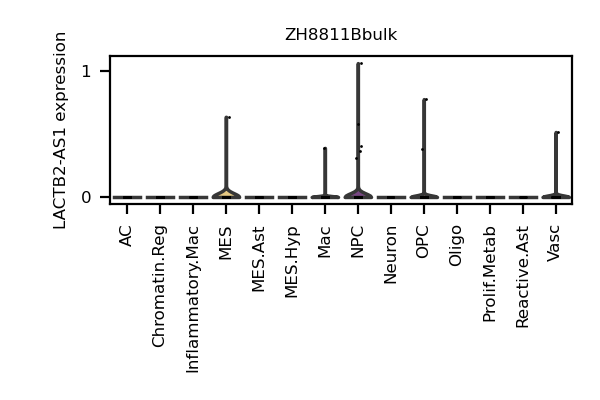 ZH8811Bbulk
LACTB2-AS1 expression
1
0
AC
Chromatin.Reg
Inflammatory.Mac
MES
MES.Ast
MES.Hyp
Mac
NPC
Neuron
OPC
Oligo
Prolif.Metab
Reactive.Ast
Vasc